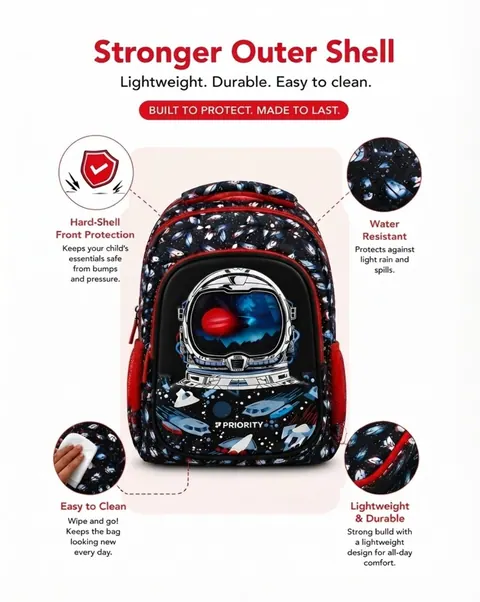 Stronger Outer Shell
Lightweight. Durable. Easy to clean.
BUILT TO PROTECT. MADE TO LAST.
Hard-Shell
Front Protection
Keeps your child's
essentials safe
from bumps
and pressure.
Water
Resistant
Protects against
light rain and
spills.
PRIORITY
Easy to Clean
Wipe and go!
Keeps the bag
looking new
every day.
Lightweight
& Durable
Strong build with
a lightweight
design for all-day
comfort.